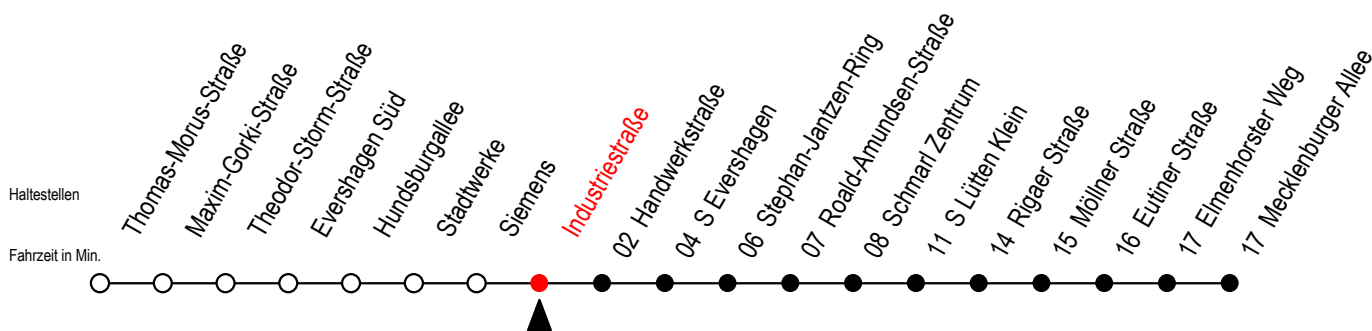 Haltestellen
Fahrzeit in Min.
Thomas-Morus-Straße
Maxim-Gorki-Straße
Theodor-Storm-Straße
Evershagen Süd
Hundsburgallee
Stadtwerke
Siemens
Industriestraße
02 Handwerkstraße
04 S Evershagen
06 Stephan-Jantzen-Ring
07 Roald-Amundsen-Straße
08 Schmarl Zentrum
11 S Lütten Klein
14 Rigaer Straße
15 Möllner Straße
16 Eutiner Straße
17 Elmenhorster Weg
17 Mecklenburger Allee